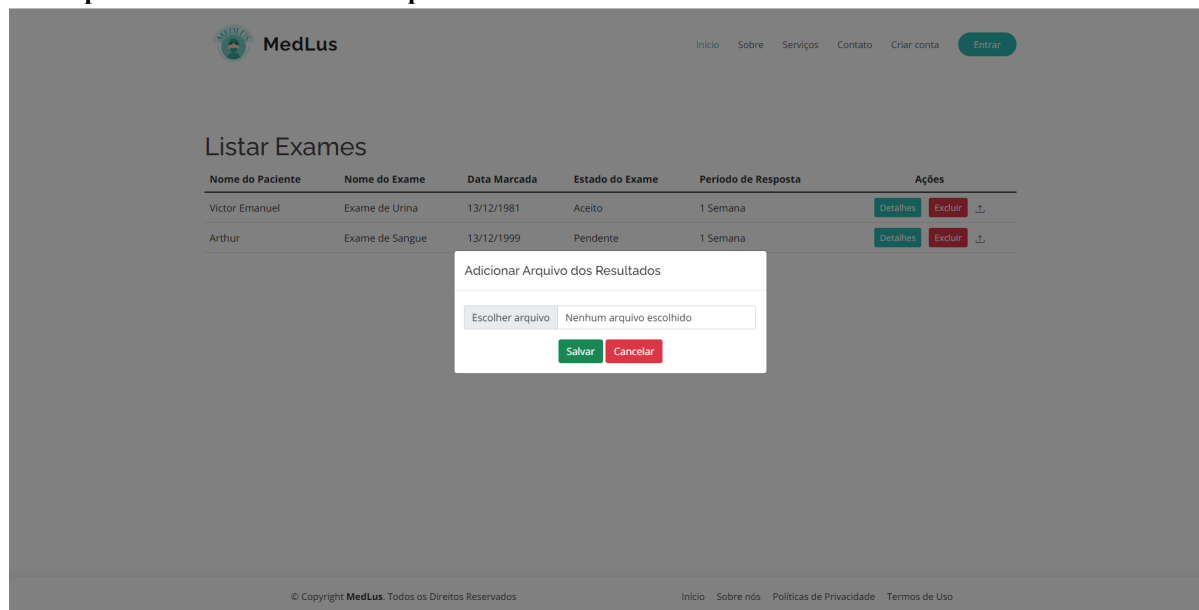 MEDLUS
MedLus
Início Sobre Serviços Contato Criar conta Entrar
Listar Exames
Nome do Paciente Nome do Exame Data Marcada Estado do Exame Período de Resposta Ações
Victor Emanuel Exame de Urina 13/12/1981 Aceito 1 Semana Detalhes Excluir
Arthur Exame de Sangue 13/12/1999 Pendente 1 Semana Detalhes Excluir
Adicionar Arquivo dos Resultados
Escolher arquivo Nenhum arquivo escolhido
Salvar Cancelar
© Copyright MedLus. Todos os Direitos Reservados Início Sobre nós Políticas de Privacidade Termos de Uso